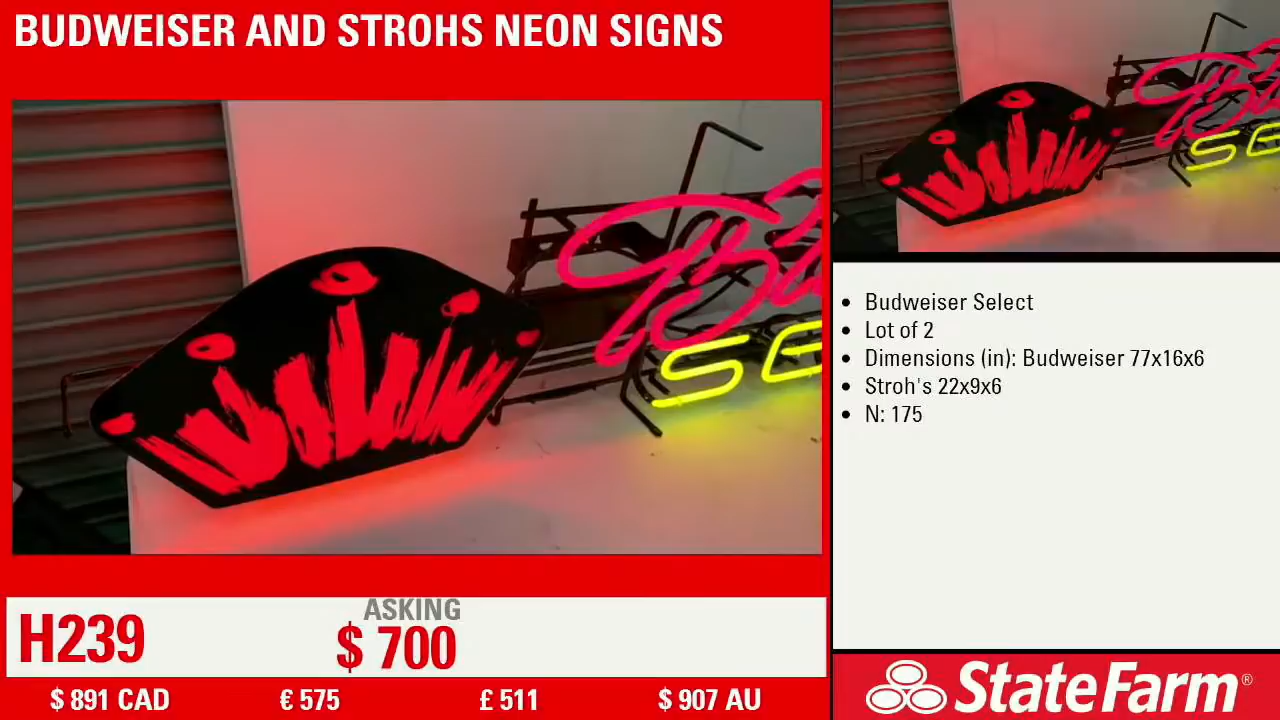 BUDWEISER AND STROHS NEON SIGNS
SE
• Budweiser Select
• Lot of 2
• Dimensions (in): Budweiser 77x16x6
• Stroh's 22x9x6
• N: 175
H239
ASKING
$ 700
$ 891 CAD
€ 575
£ 511
$ 907 AU
State Farm®